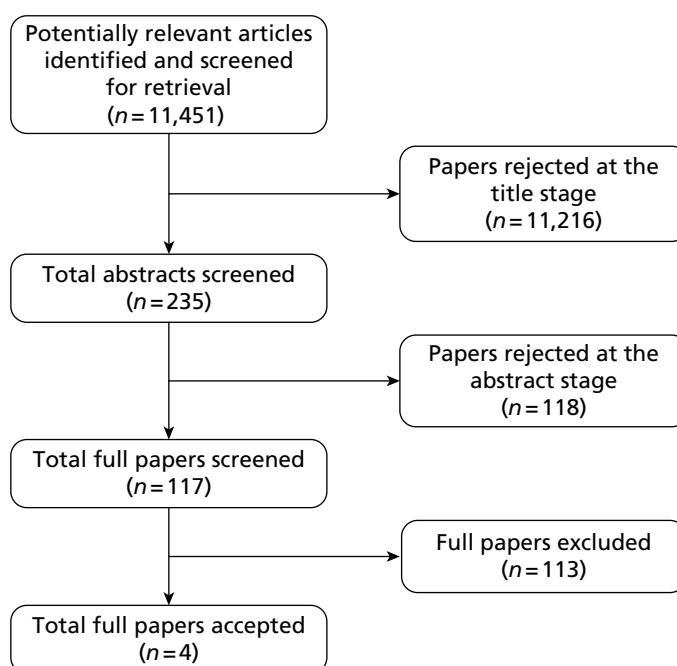 Potentially relevant articles
identified and screened
for retrieval
(n=11,451)
Papers rejected at the
title stage
(n=11,216)
Total abstracts screened
(n=235)
Papers rejected at the
abstract stage
(n=118)
Total full papers screened
(n=117)
Full papers excluded
(n=113)
Total full papers accepted
(n=4)